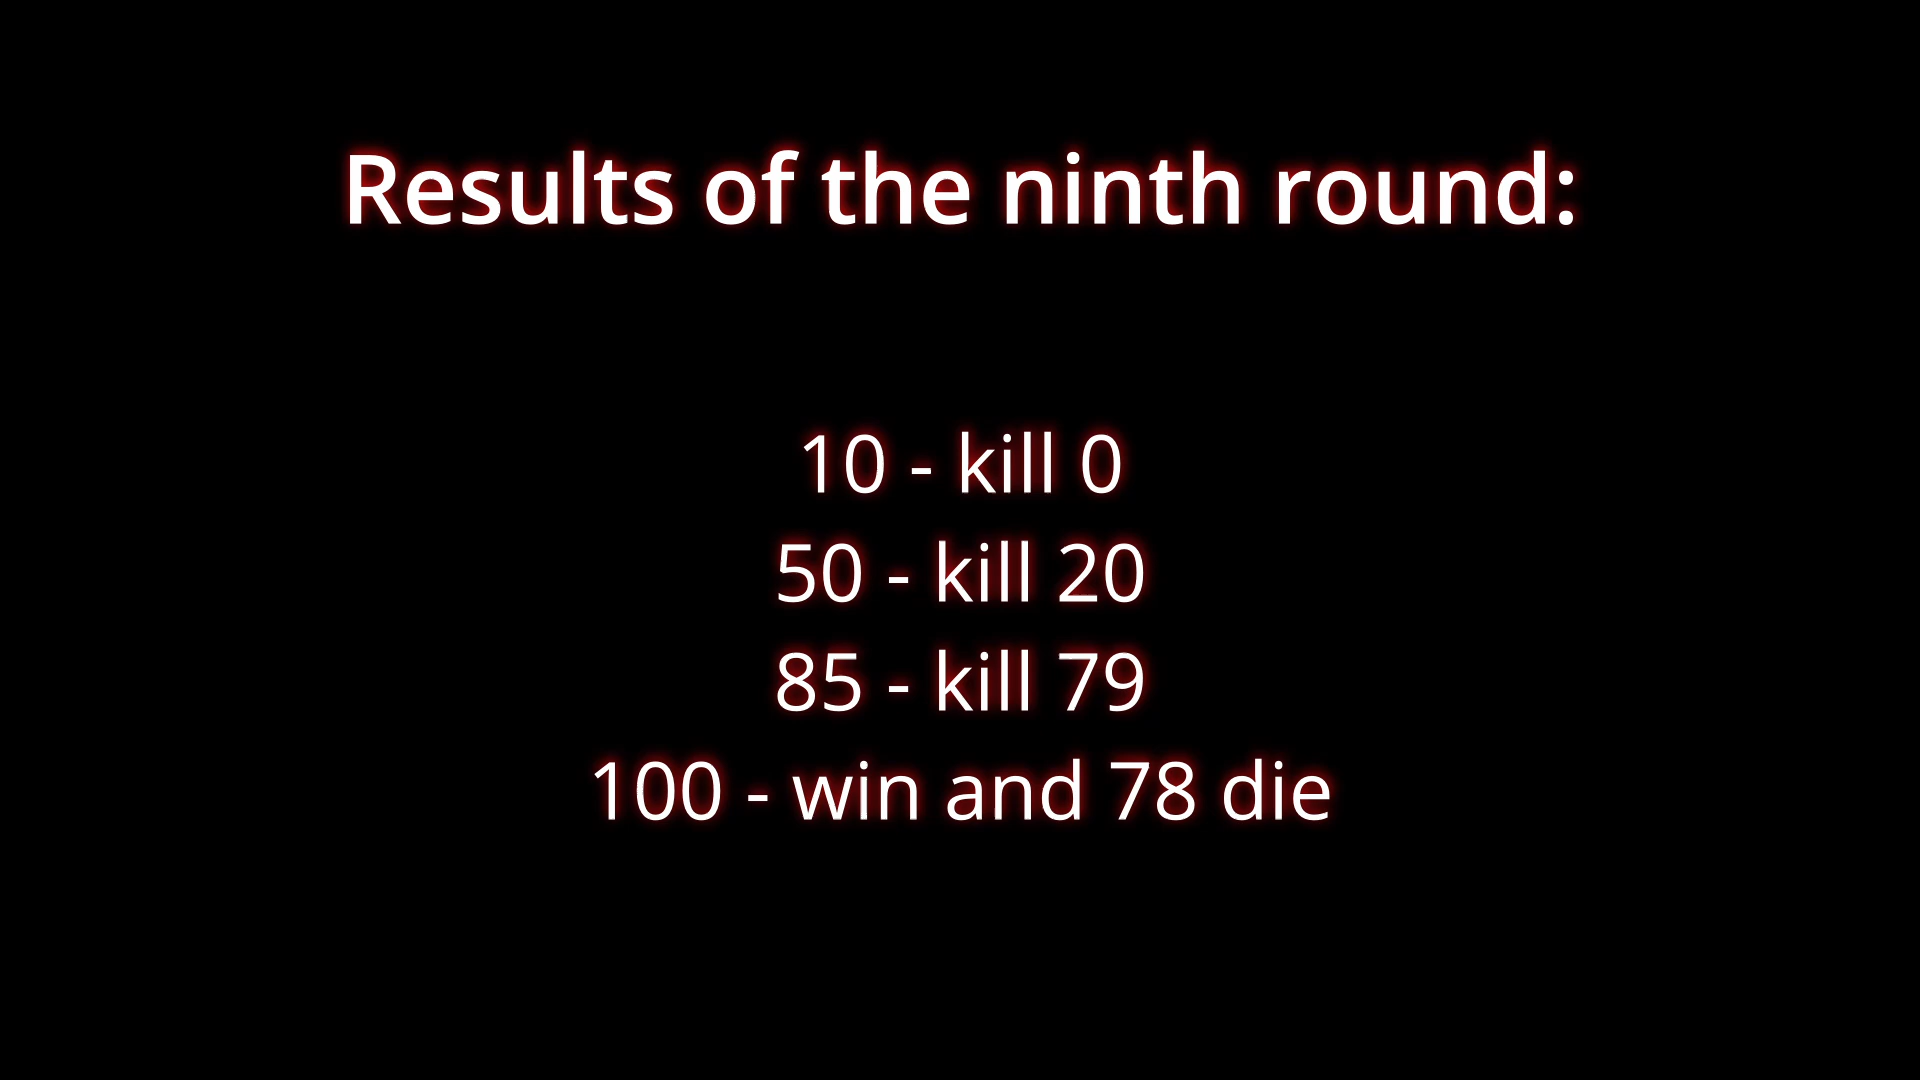 Results of the ninth round:
10 - kill 0
50 - kill 20
85 - kill 79
100 - win and 78 die